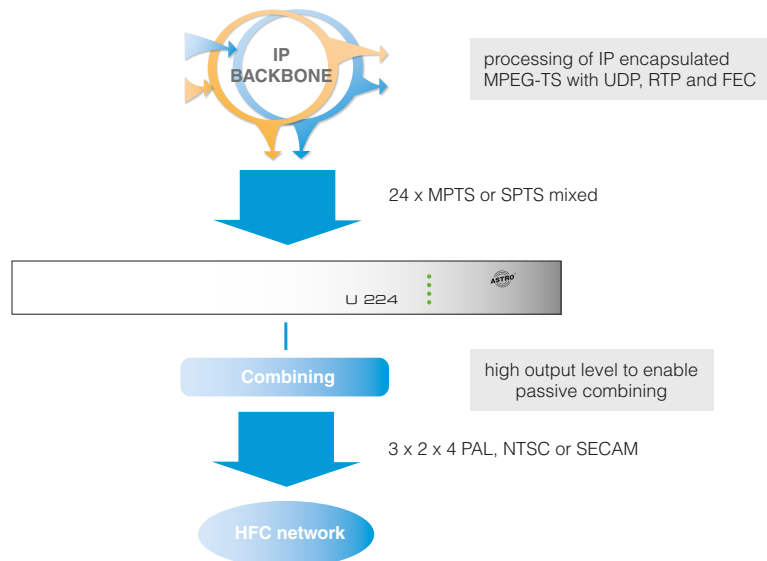 IP
BACKBONE
processing of IP encapsulated
MPEG-TS with UDP, RTP and FEC
24 x MPTS or SPTS mixed
U 224
ASTRO
Combining
high output level to enable
passive combining
3 x 2 x 4 PAL, NTSC or SECAM
HFC network